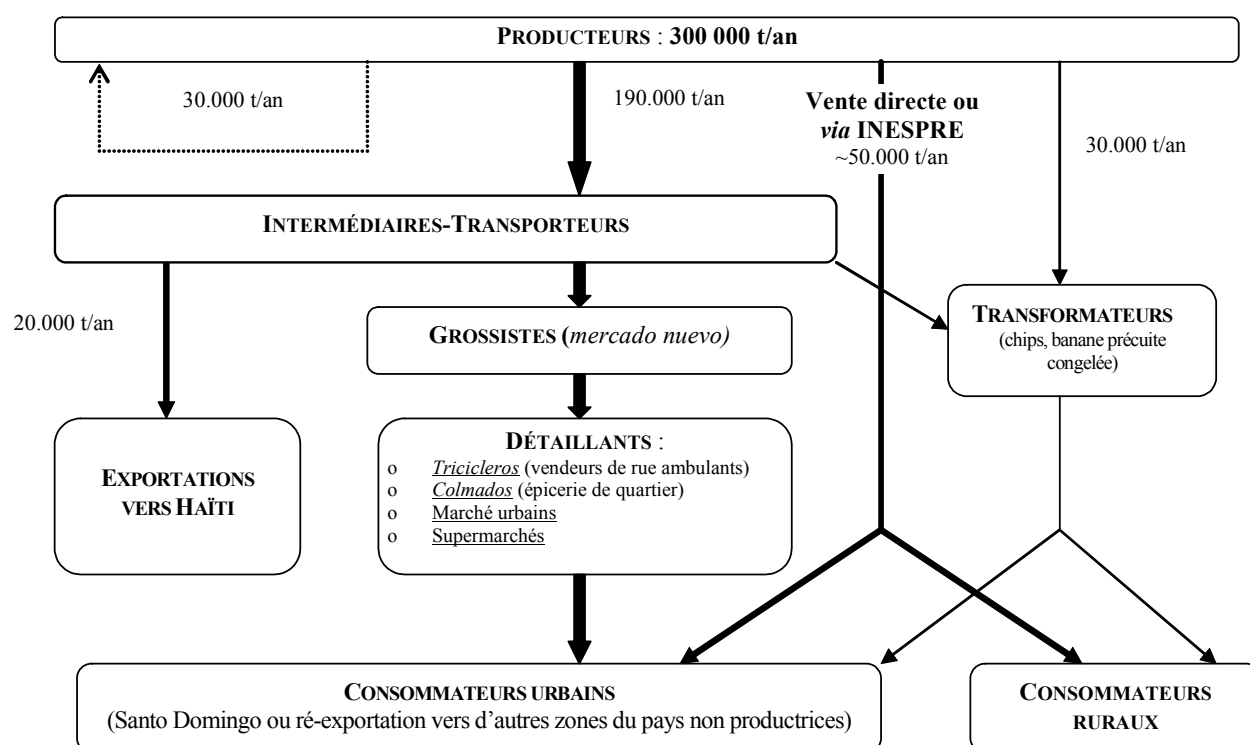 PRODUCTEURS : 300 000 t/an
30.000 t/an
190.000 t/an
Vente directe ou
via INESPRE
~50.000 t/an
30.000 t/an
INTERMÉDIAIRES-TRANSPORTEURS
20.000 t/an
GROSSISTES (mercado nuevo)
TRANSFORMATEURS
(chips, banane précuite
congelée)
EXPORTATIONS
VERS HAÏTI
DÉTAILLANTS :
o Tricicleros (vendeurs de rue ambulants)
o Colmados (épicerie de quartier)
o Marché urbains
o Supermarchés
CONSOMMATEURS URBAINS
(Santo Domingo ou ré-exportation vers d'autres zones du pays non productrices)
CONSOMMATEURS
RURAUX